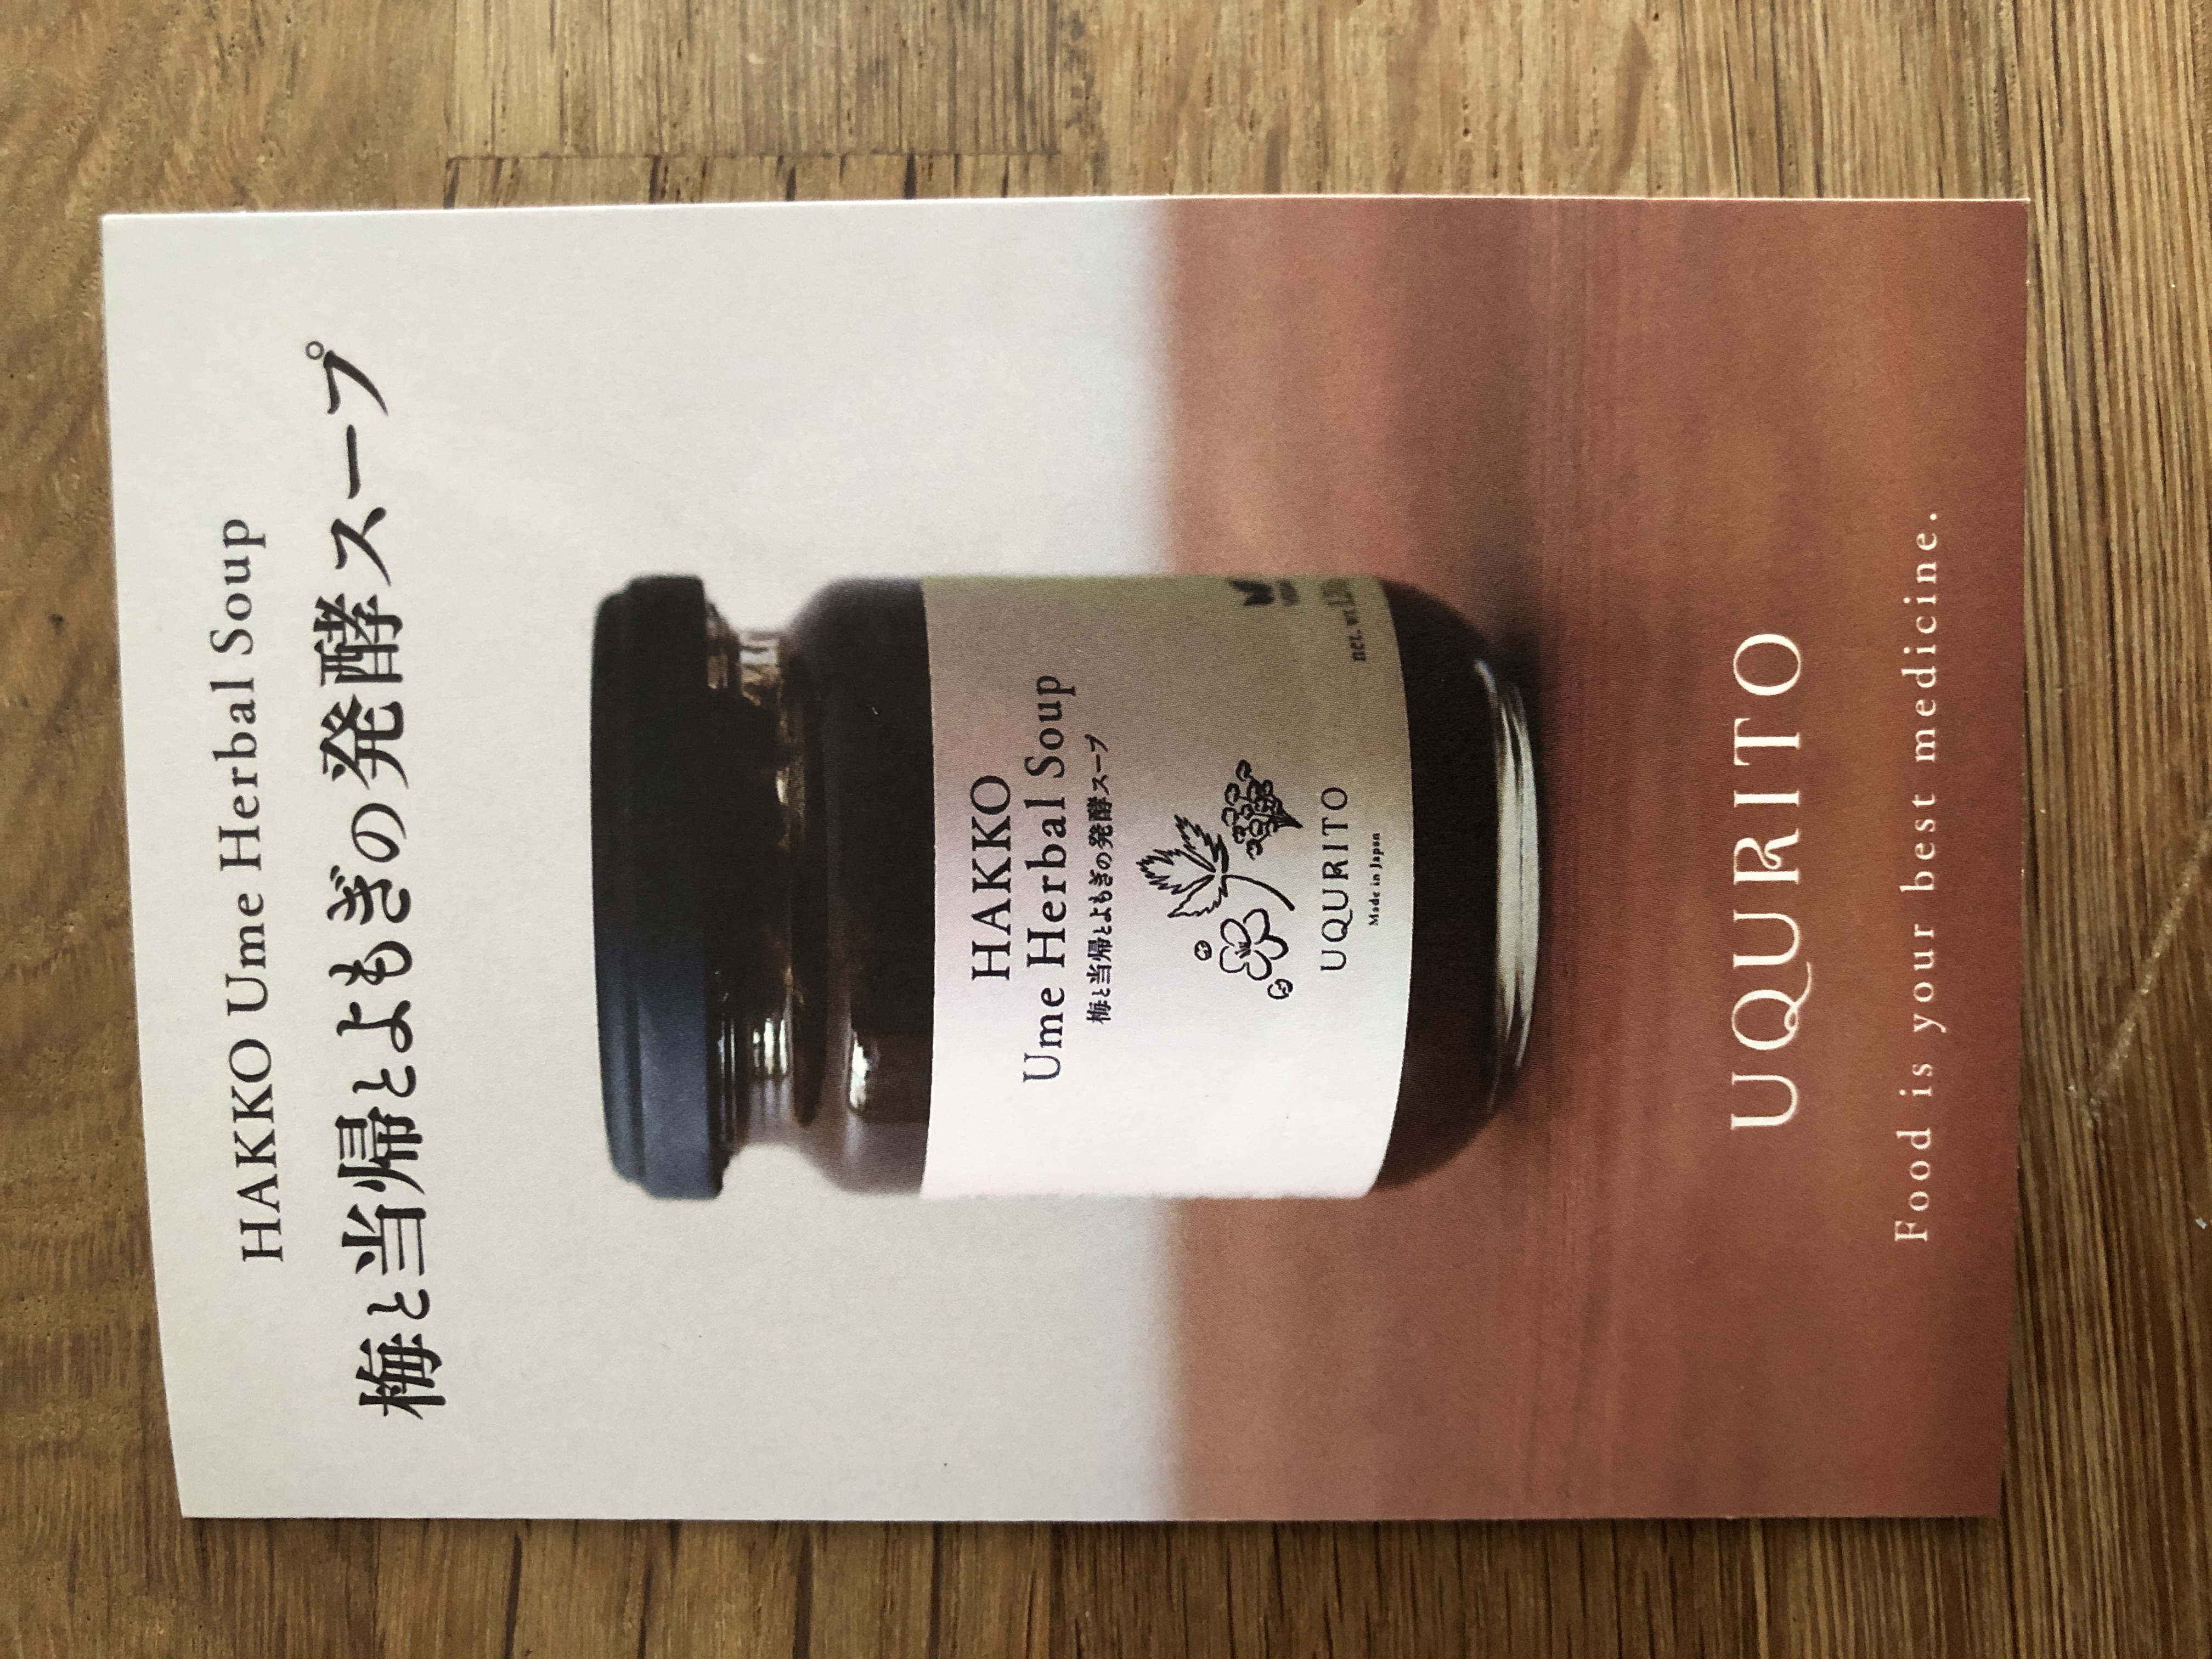 HAKKO Ume Herbal Soup
梅と当帰とよもぎの発酵スープ
HAKKO
Ume Herbal Soup
梅と当帰とよもぎの発酵スープ
UQURITO
Made in Japan
net. wt.
UQURITO
Food is your best medicine.